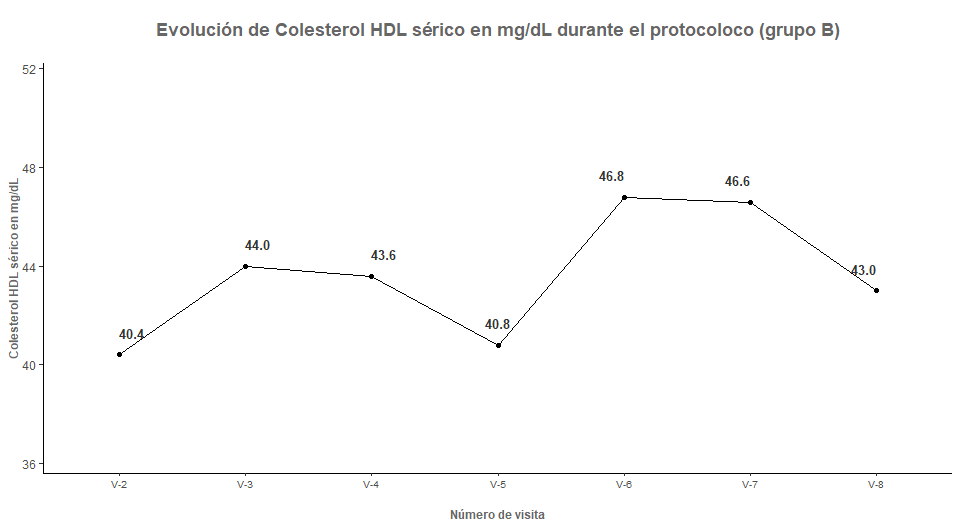 Evolución de Colesterol HDL sérico en mg/dL durante el protocoloco (grupo B)
Colesterol HDL sérico en mg/dL
52
48
44
40
36
40.4
44.0
43.6
40.8
46.8
46.6
43.0
V-2
V-3
V-4
V-5
V-6
V-7
V-8
Número de visita